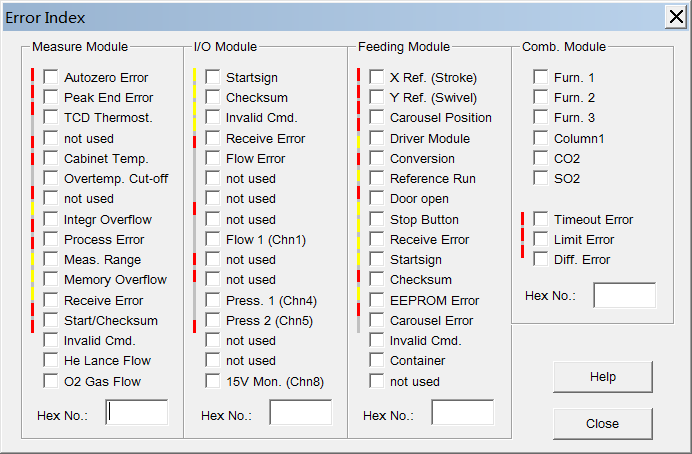 Error Index
Measure Module
Autozero Error
Peak End Error
TCD Thermost.
not used
Cabinet Temp.
Overtemp. Cut-off
not used
Integr Overflow
Process Error
Meas. Range
Memory Overflow
Receive Error
Start/Checksum
Invalid Cmd.
He Lance Flow
O2 Gas Flow
Hex No.:
I/O Module
Startsign
Checksum
Invalid Cmd.
Receive Error
Flow Error
not used
not used
not used
Flow 1 (Chn1)
not used
not used
Press. 1 (Chn4)
Press 2 (Chn5)
not used
not used
15V Mon. (Chn8)
Hex No.:
Feeding Module
X Ref. (Stroke)
Y Ref. (Swivel)
Carousel Position
Driver Module
Conversion
Reference Run
Door open
Stop Button
Receive Error
Startsign
Checksum
EEPROM Error
Carousel Error
Invalid Cmd.
Container
not used
Hex No.:
Comb. Module
Furn. 1
Furn. 2
Furn. 3
Column1
CO2
SO2
Timeout Error
Limit Error
Diff. Error
Hex No.:
Help
Close